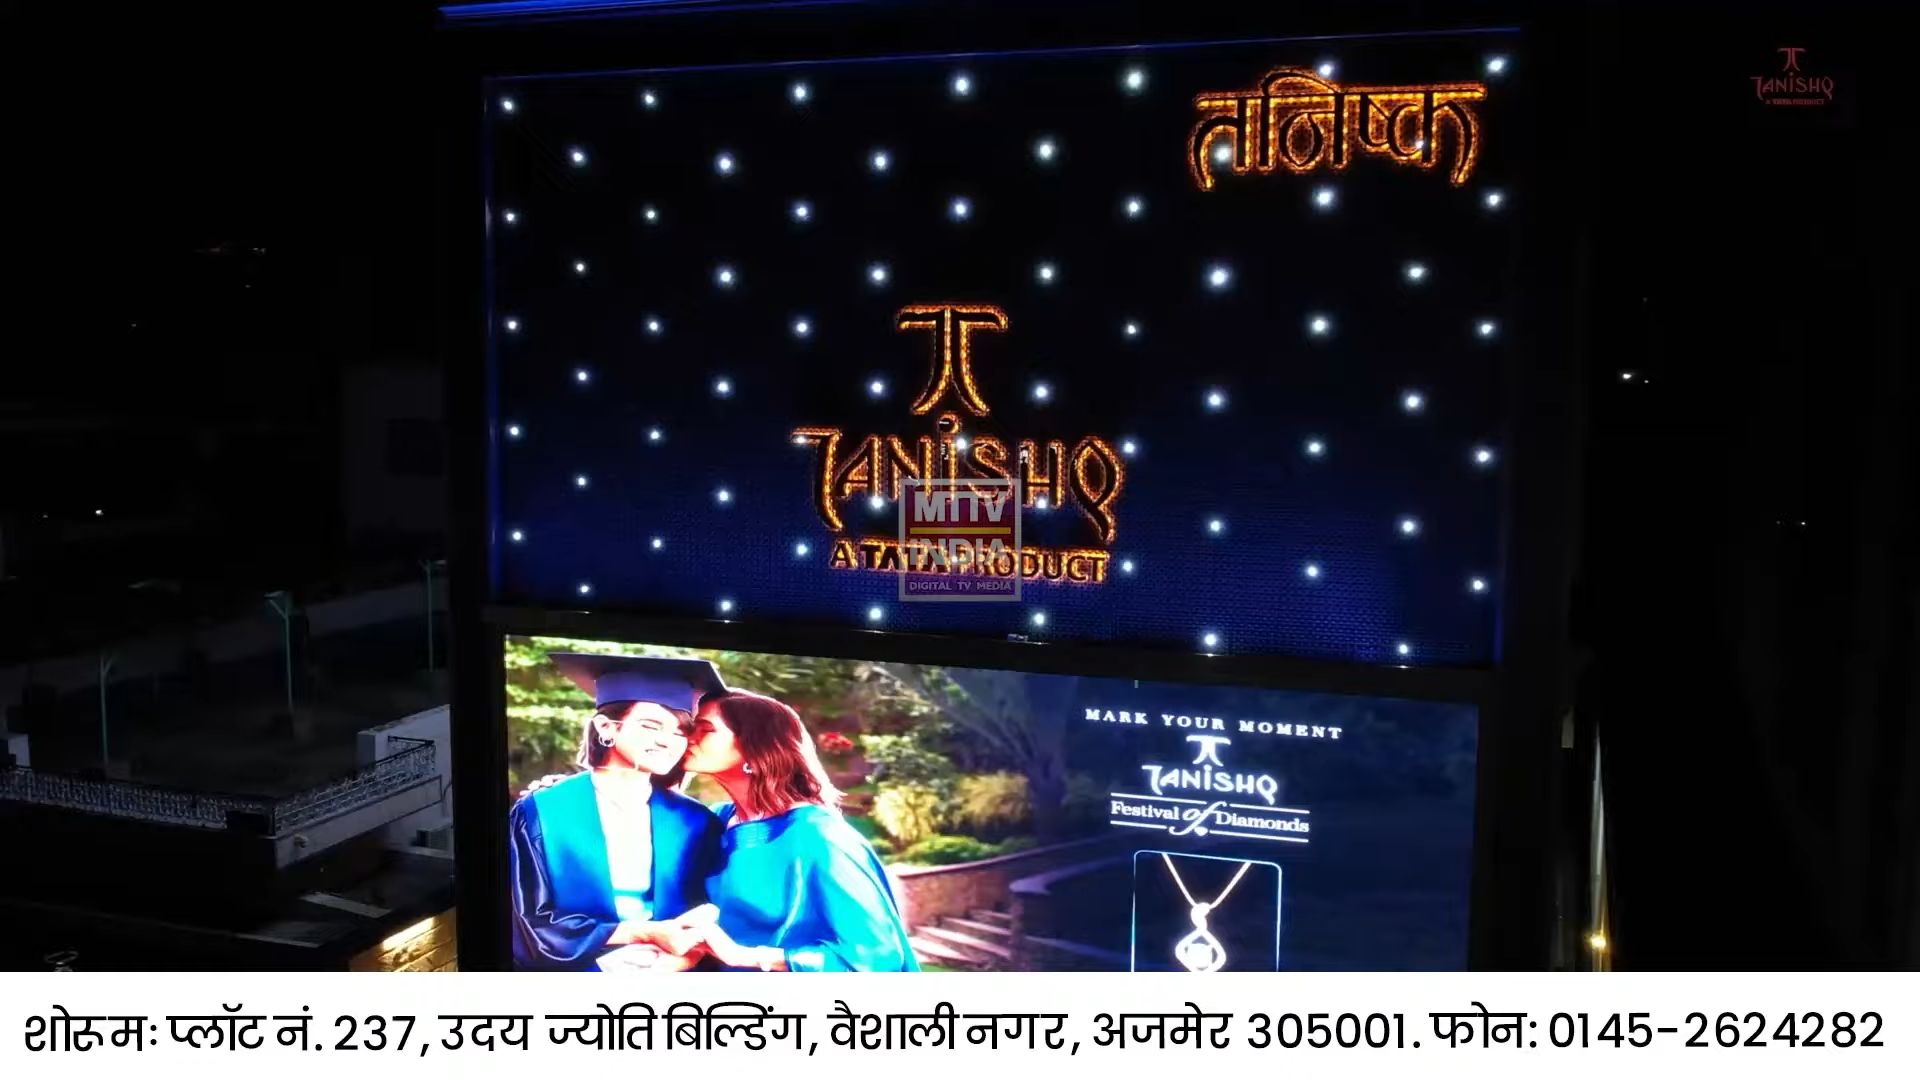 TANISHQ
तनिष्क
TANISHQ
A TATA PRODUCT
MTTV
INDIA
DIGITAL TV MEDIA
MARK YOUR MOMENT
TANISHQ
Festival of Diamonds
शोरूमः प्लॉट नं. 237, उदय ज्योति बिल्डिंग, वैशाली नगर, अजमेर 305001. फोन: 0145-2624282